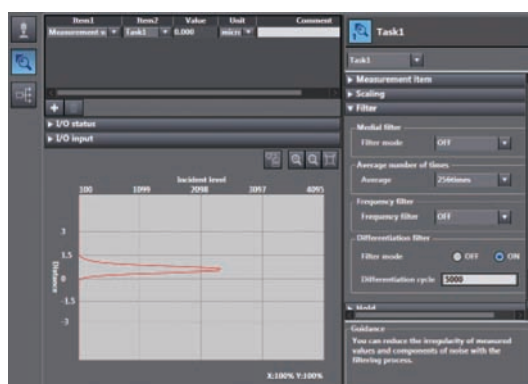 Item1 Item2 Value Unit Comment
Measurement v Task1 0.000 micr
I/O status
I/O input
Incident level
100 1099 2098 3097 4095
Distance
3
1.5
0
-1.5
-3
X:100% Y:100%
Task1
Task1
Measurement item
Scaling
Filter
Medial filter
Filter mode OFF
Average number of times
Average 256times
Frequency filter
Frequency filter OFF
Differentiation filter
Filter mode OFF ON
Differentiation cycle 5000
Hold
Guidance
You can reduce the irregularity of measured
values and components of noise with the
filtering process.